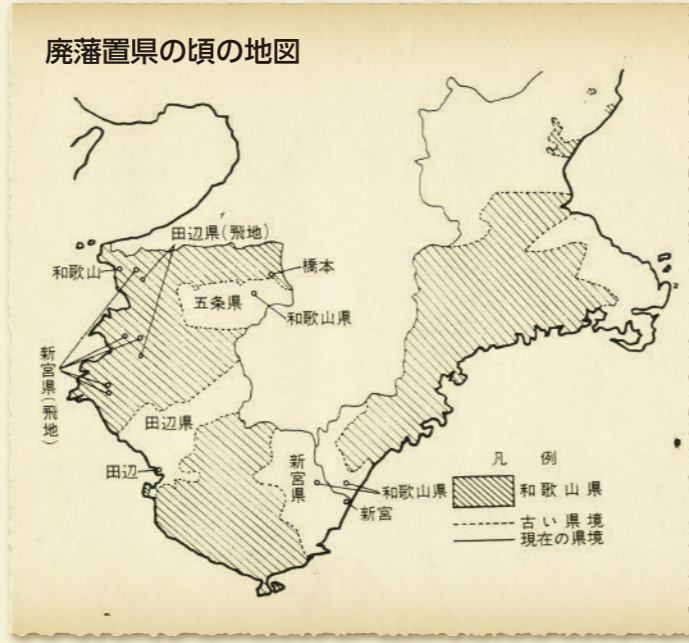 廃藩置県の頃の地図
田辺県(飛地)
和歌山
橋本
五条県
和歌山県
新宮県(飛地)
田辺県
田辺
新宮県
和歌山県
新宮
凡 例
和歌山県
古い県境
現在の県境